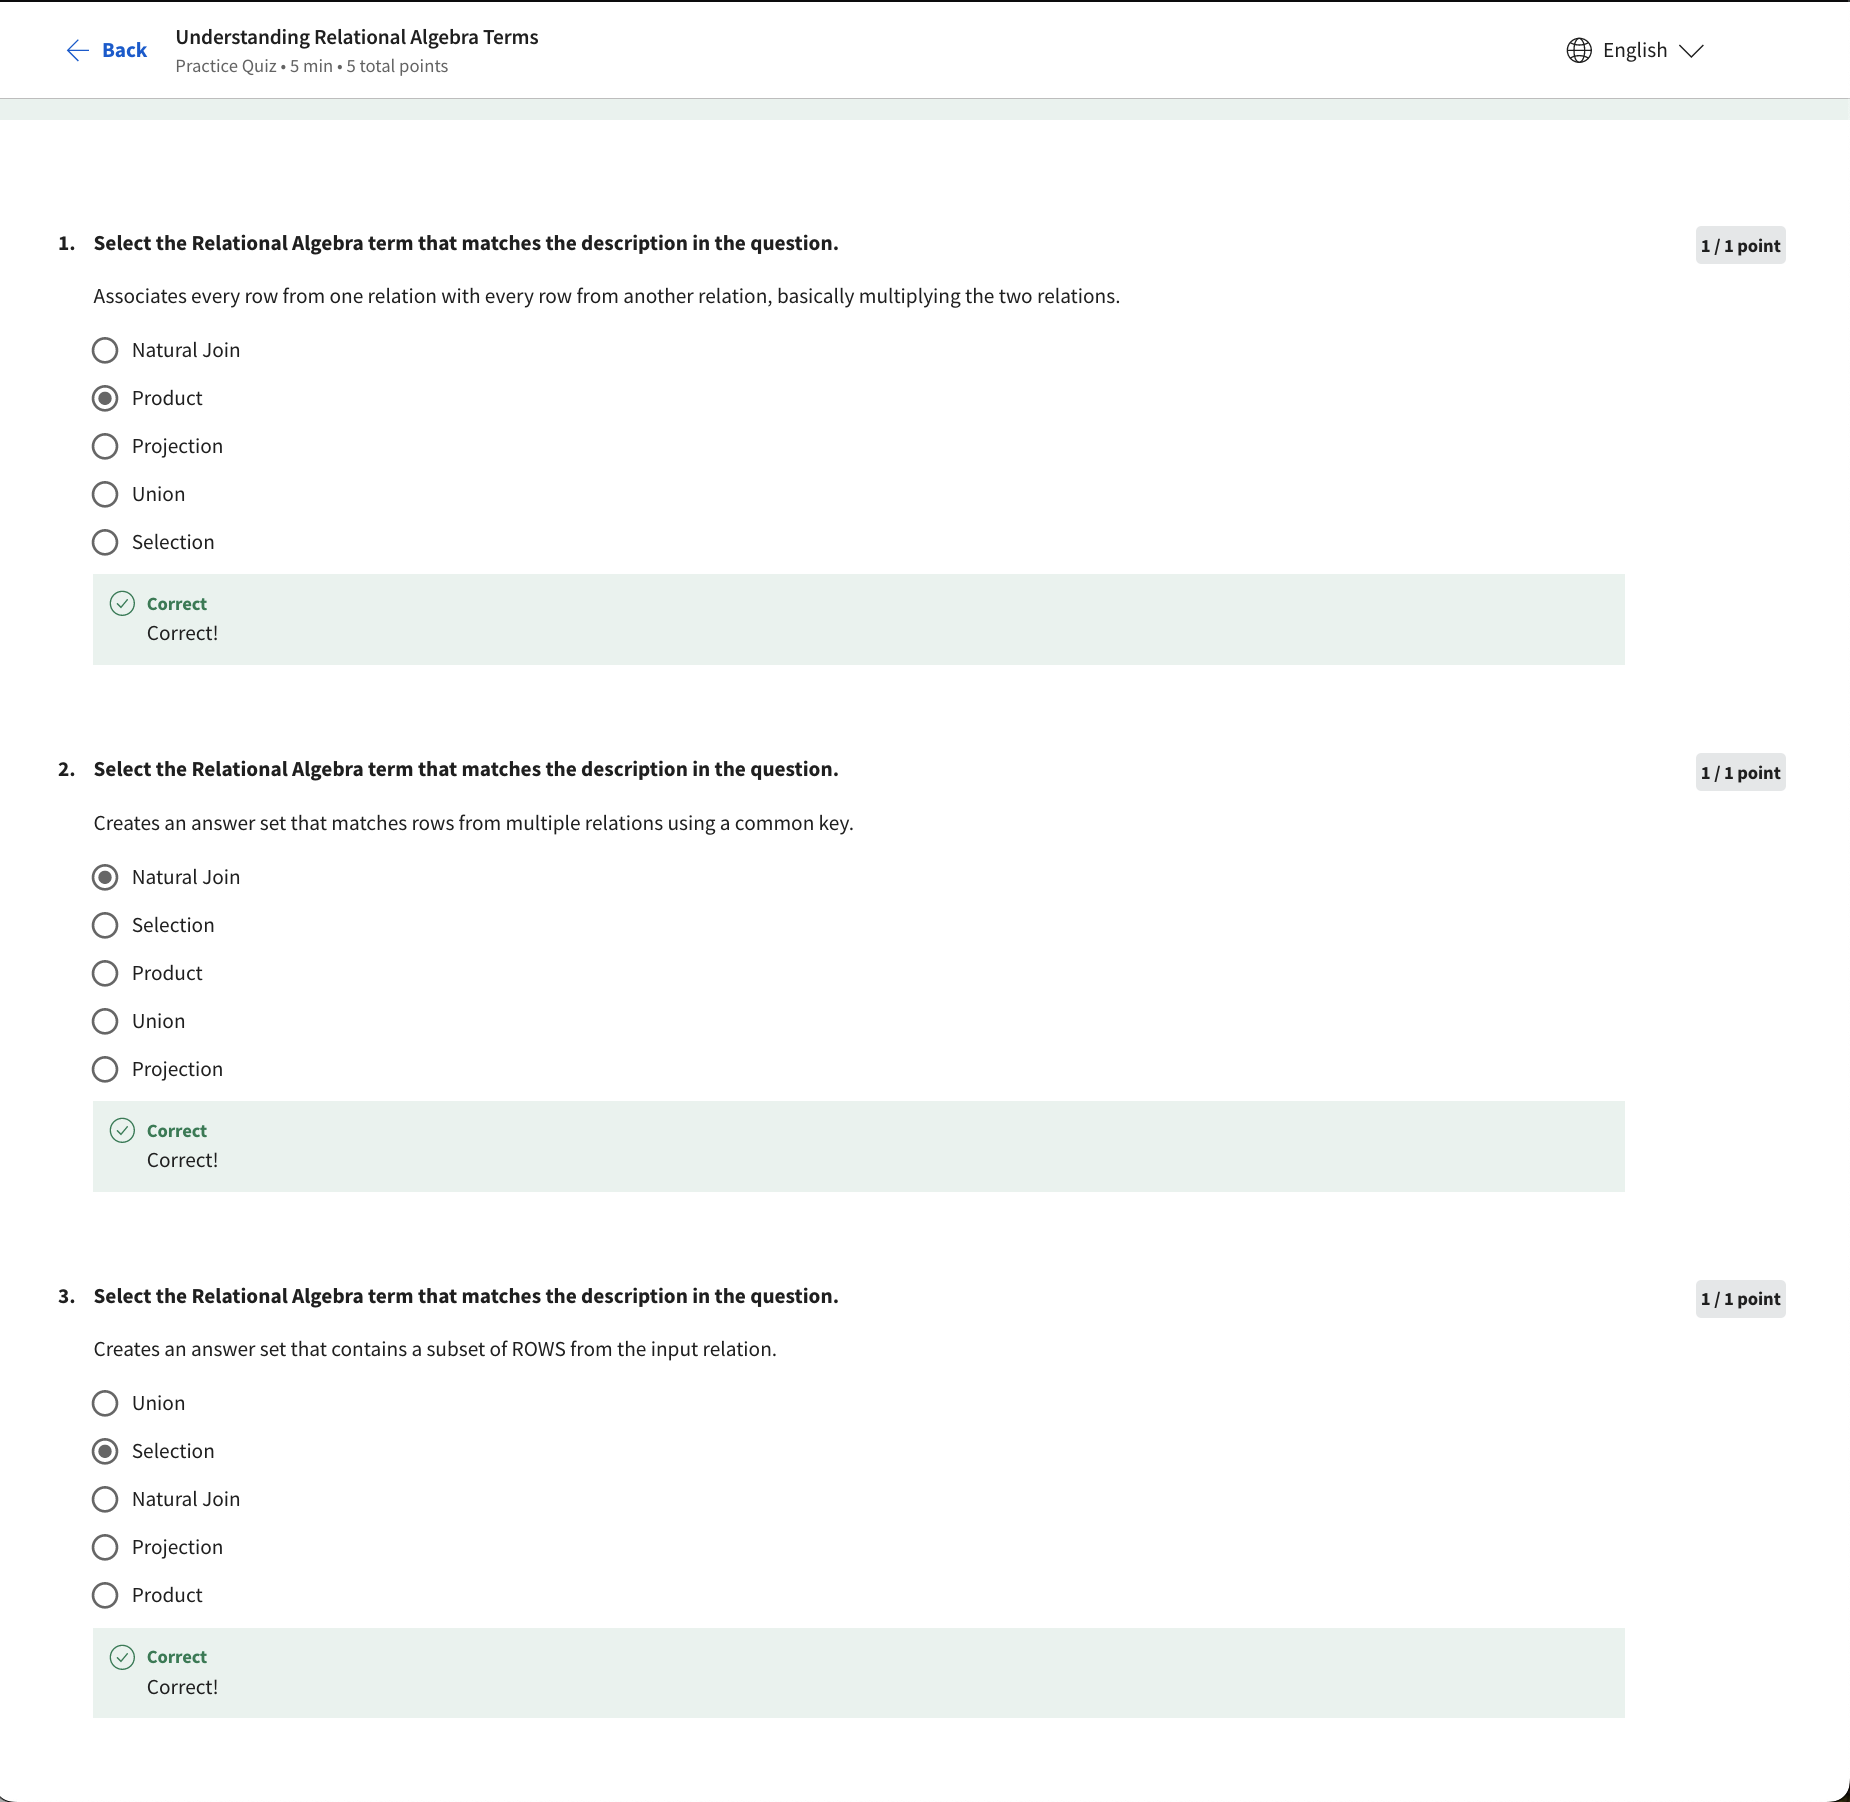 Back
Understanding Relational Algebra Terms
Practice Quiz • 5 min • 5 total points
English
1. Select the Relational Algebra term that matches the description in the question.
1 / 1 point
Associates every row from one relation with every row from another relation, basically multiplying the two relations.
Natural Join
Product
Projection
Union
Selection
Correct
Correct!
2. Select the Relational Algebra term that matches the description in the question.
1 / 1 point
Creates an answer set that matches rows from multiple relations using a common key.
Natural Join
Selection
Product
Union
Projection
Correct
Correct!
3. Select the Relational Algebra term that matches the description in the question.
1 / 1 point
Creates an answer set that contains a subset of ROWS from the input relation.
Union
Selection
Natural Join
Projection
Product
Correct
Correct!